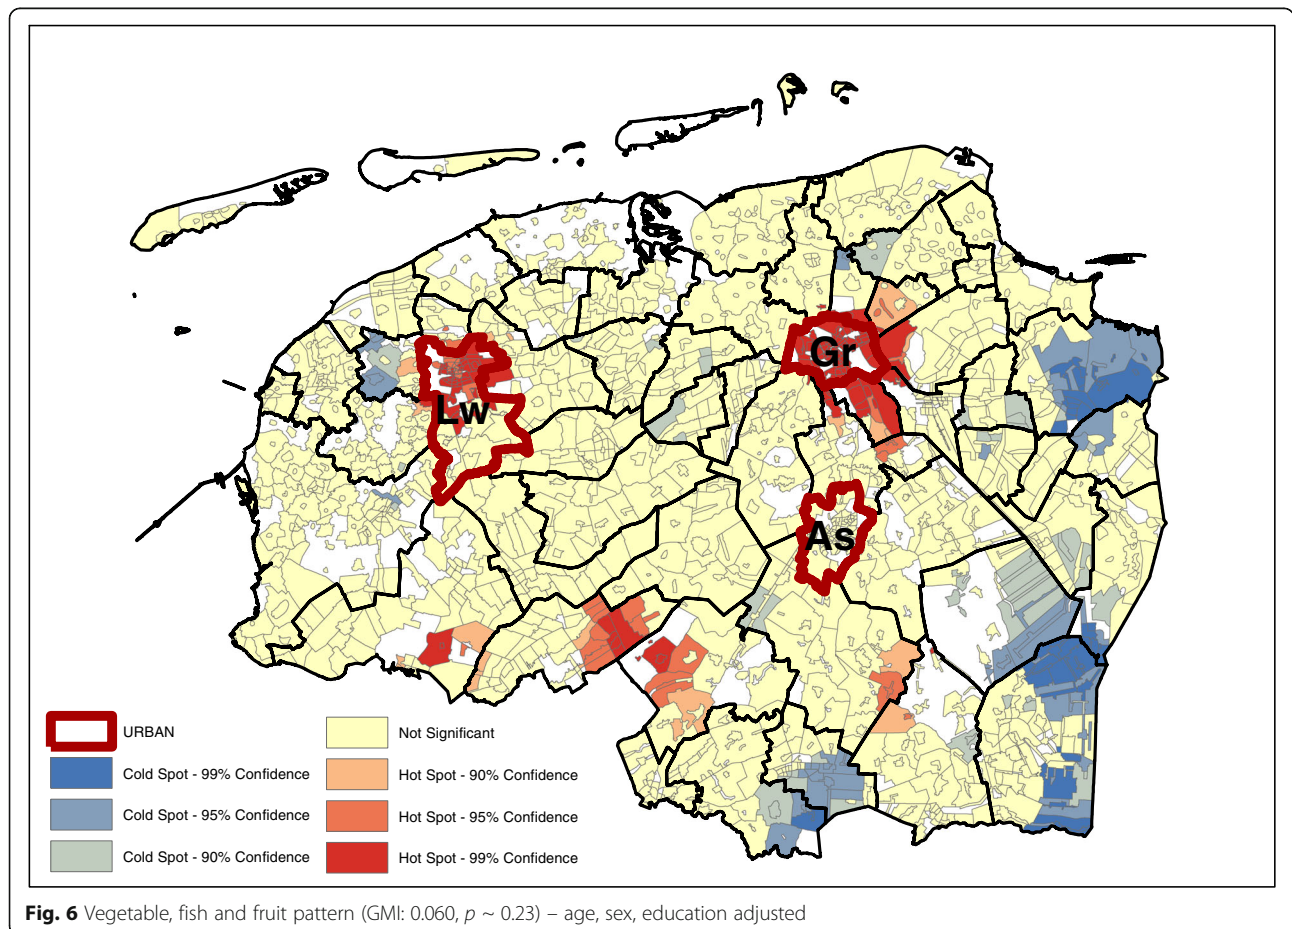 Gr
Lw
As
URBAN
Not Significant
Cold Spot - 99% Confidence
Hot Spot - 90% Confidence
Cold Spot - 95% Confidence
Hot Spot - 95% Confidence
Cold Spot - 90% Confidence
Hot Spot - 99% Confidence
Fig. 6 Vegetable, fish and fruit pattern (GMI: 0.060, p ~ 0.23) – age, sex, education adjusted